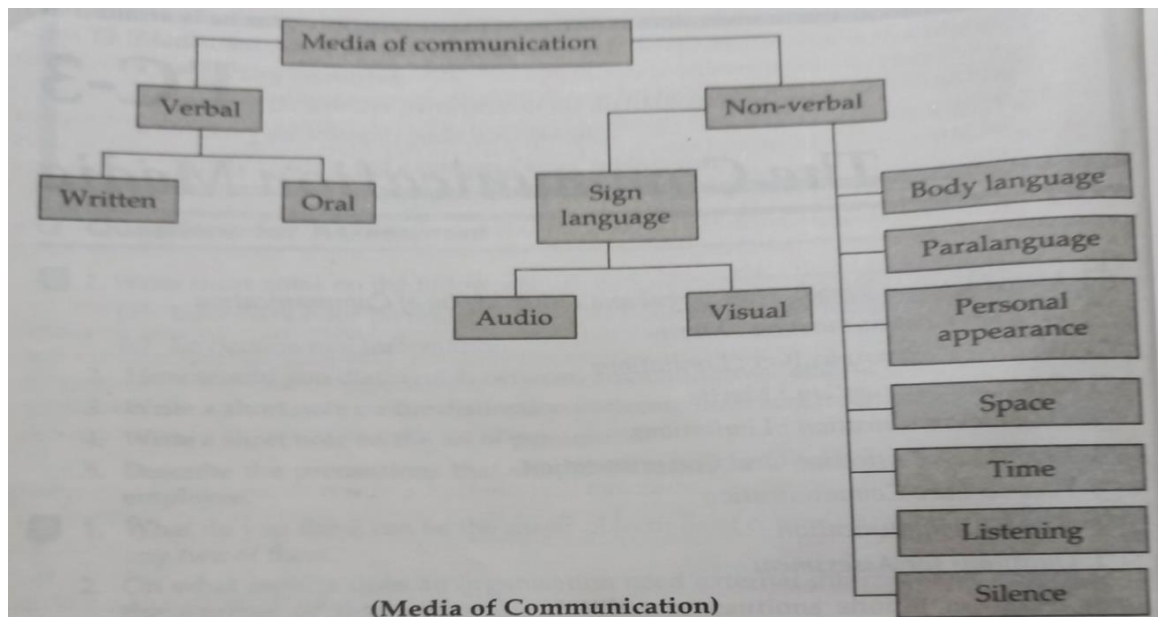 Media of communication
Verbal
Non-verbal
Written
Oral
Sign
language
Audio
Visual
Body language
Paralanguage
Personal
appearance
Space
Time
Listening
Silence
(Media of Communication)